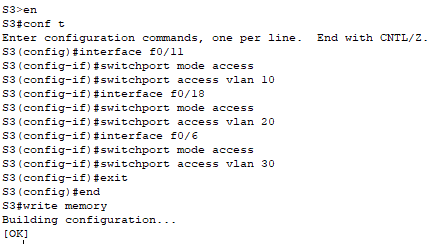 S3>en
S3#conf t
Enter configuration commands, one per line.  End with CNTL/Z.
S3(config)#interface f0/11
S3(config-if)#switchport mode access
S3(config-if)#switchport access vlan 10
S3(config-if)#interface f0/18
S3(config-if)#switchport mode access
S3(config-if)#switchport access vlan 20
S3(config-if)#interface f0/6
S3(config-if)#switchport mode access
S3(config-if)#switchport access vlan 30
S3(config-if)#exit
S3(config)#end
S3#write memory
Building configuration...
[OK]